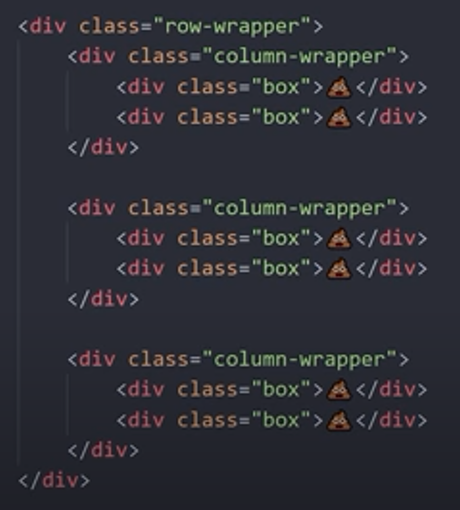 <div class="row-wrapper">
<div class="column-wrapper">
<div class="box">💩</div>
<div class="box">💩</div>
</div>
<div class="column-wrapper">
<div class="box">💩</div>
<div class="box">💩</div>
</div>
<div class="column-wrapper">
<div class="box">💩</div>
<div class="box">💩</div>
</div>
</div>